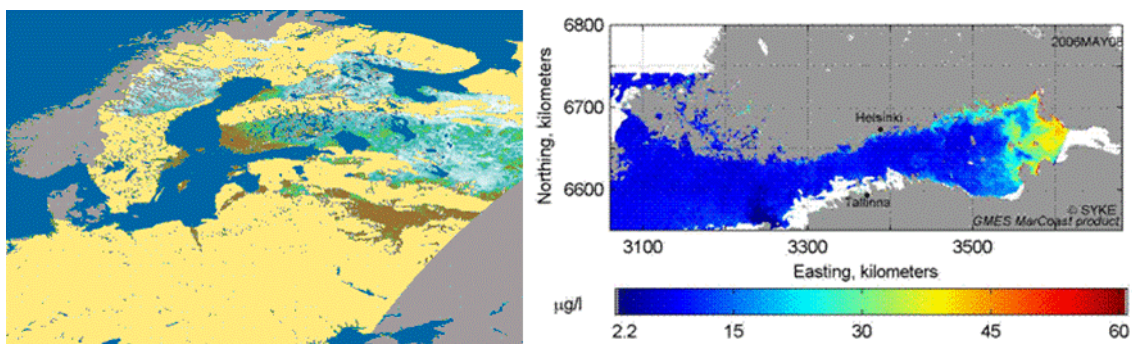 6800
2006MAY08
6700
Helsinki
Northing, kilometers
6600
Tallinna
© SYKE
GMES MarCoast product
3100
3300
3500
Easting, kilometers
µg/l
2.2
15
30
45
60